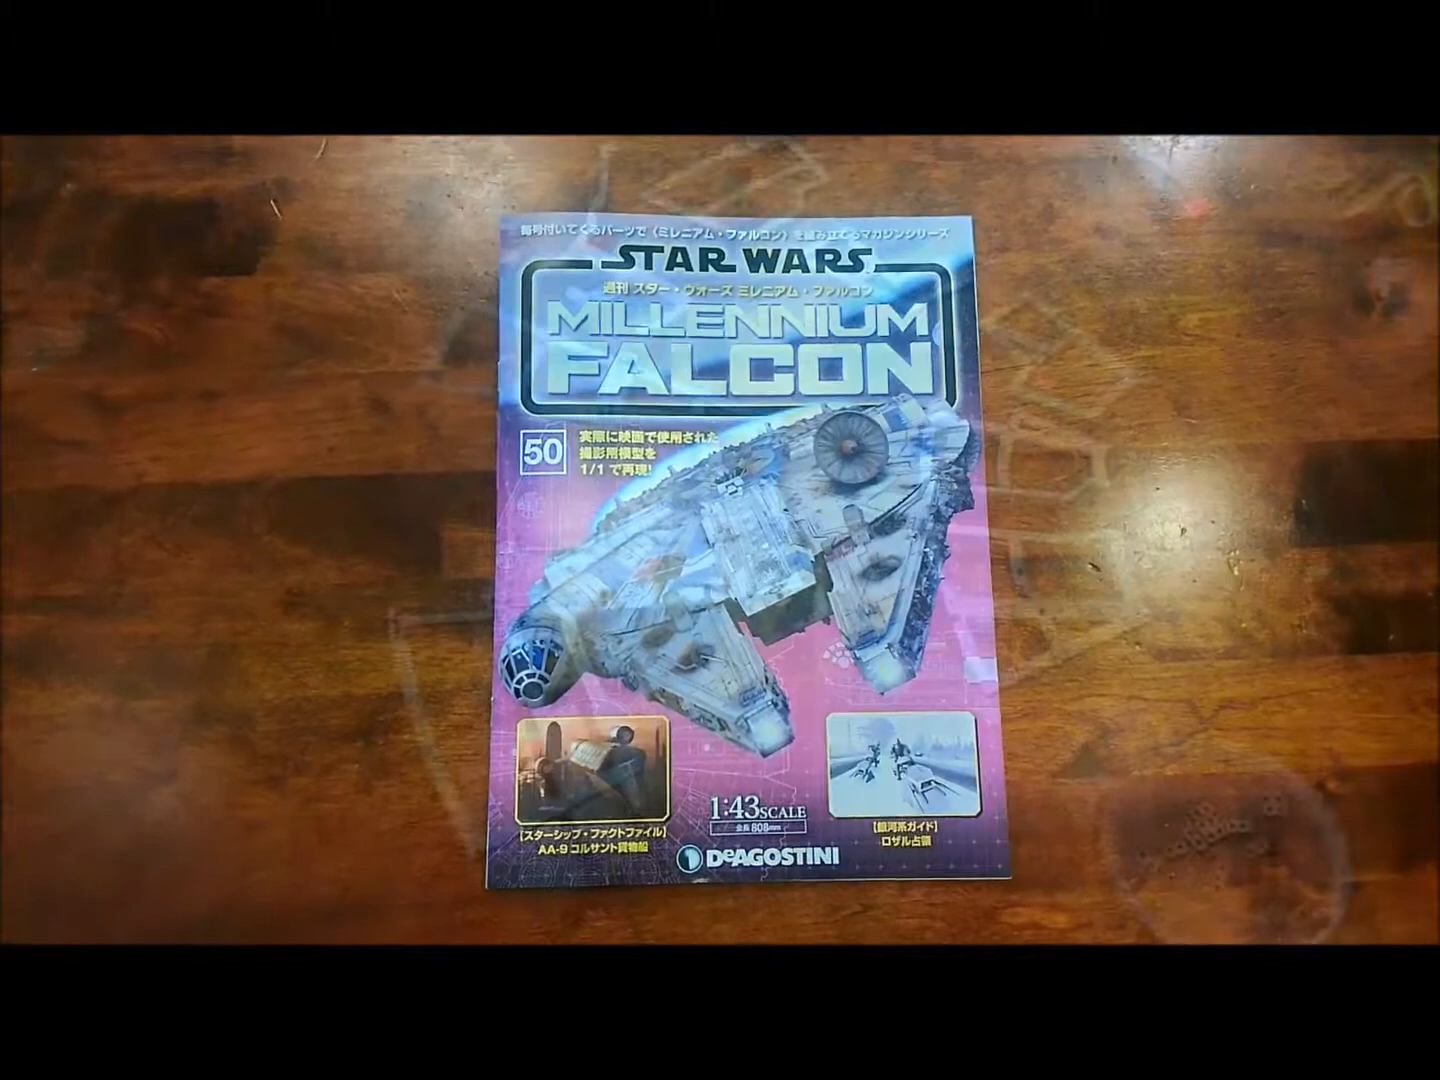 毎号付いてくるパーツで〈ミレニアム・ファルコン〉を組み立てるマガジンシリーズ
STAR WARS
週刊 スター・ウォーズ ミレニアム・ファルコン
MILLENNIUM
FALCON
50
実際に映画で使用された
撮影用模型を
1/1で再現!
1:43SCALE
全長 808mm
[スターシップ・ファクトファイル]
AA-9 コルサント貨物船
[銀河系ガイド]
ロザル占領
DeAGOSTINI